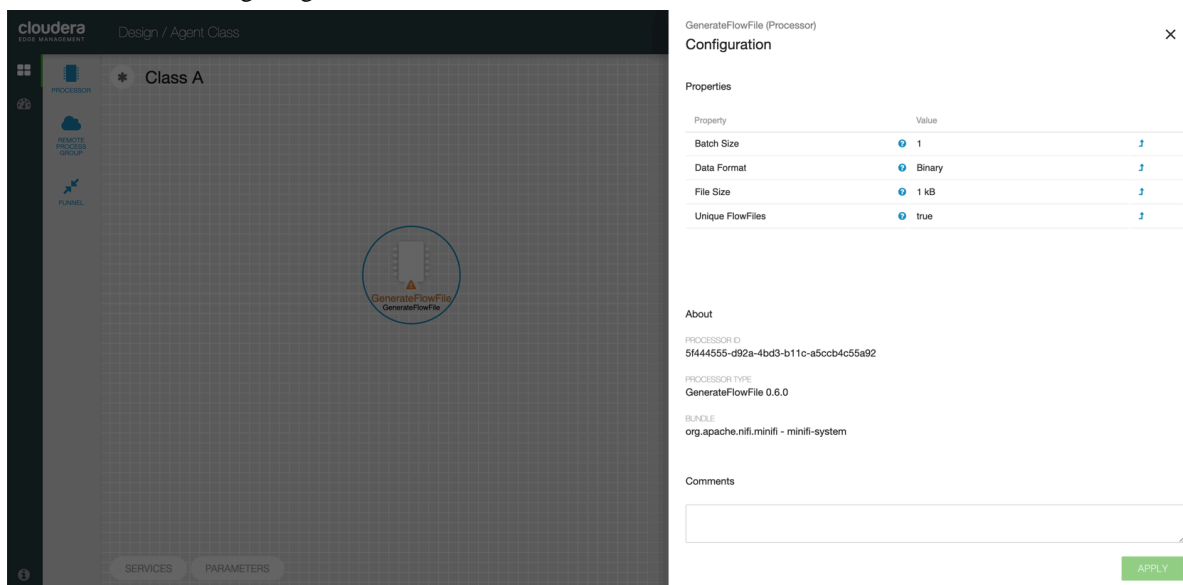 cloudera
EDGE MANAGEMENT
Design / Agent Class
PROCESSOR
REMOTE
PROCESS
GROUP
FUNNEL
Class A
GenerateFlowFile
GenerateFlowFile
SERVICES
PARAMETERS
GenerateFlowFile (Processor)
Configuration
Properties
Property Value
Batch Size 1
Data Format Binary
File Size 1 kB
Unique FlowFiles true
About
PROCESSOR ID
5f444555-d92a-4bd3-b11c-a5ccb4c55a92
PROCESSOR TYPE
GenerateFlowFile 0.6.0
BUNDLE
org.apache.nifi.minifi - minifi-system
Comments
APPLY